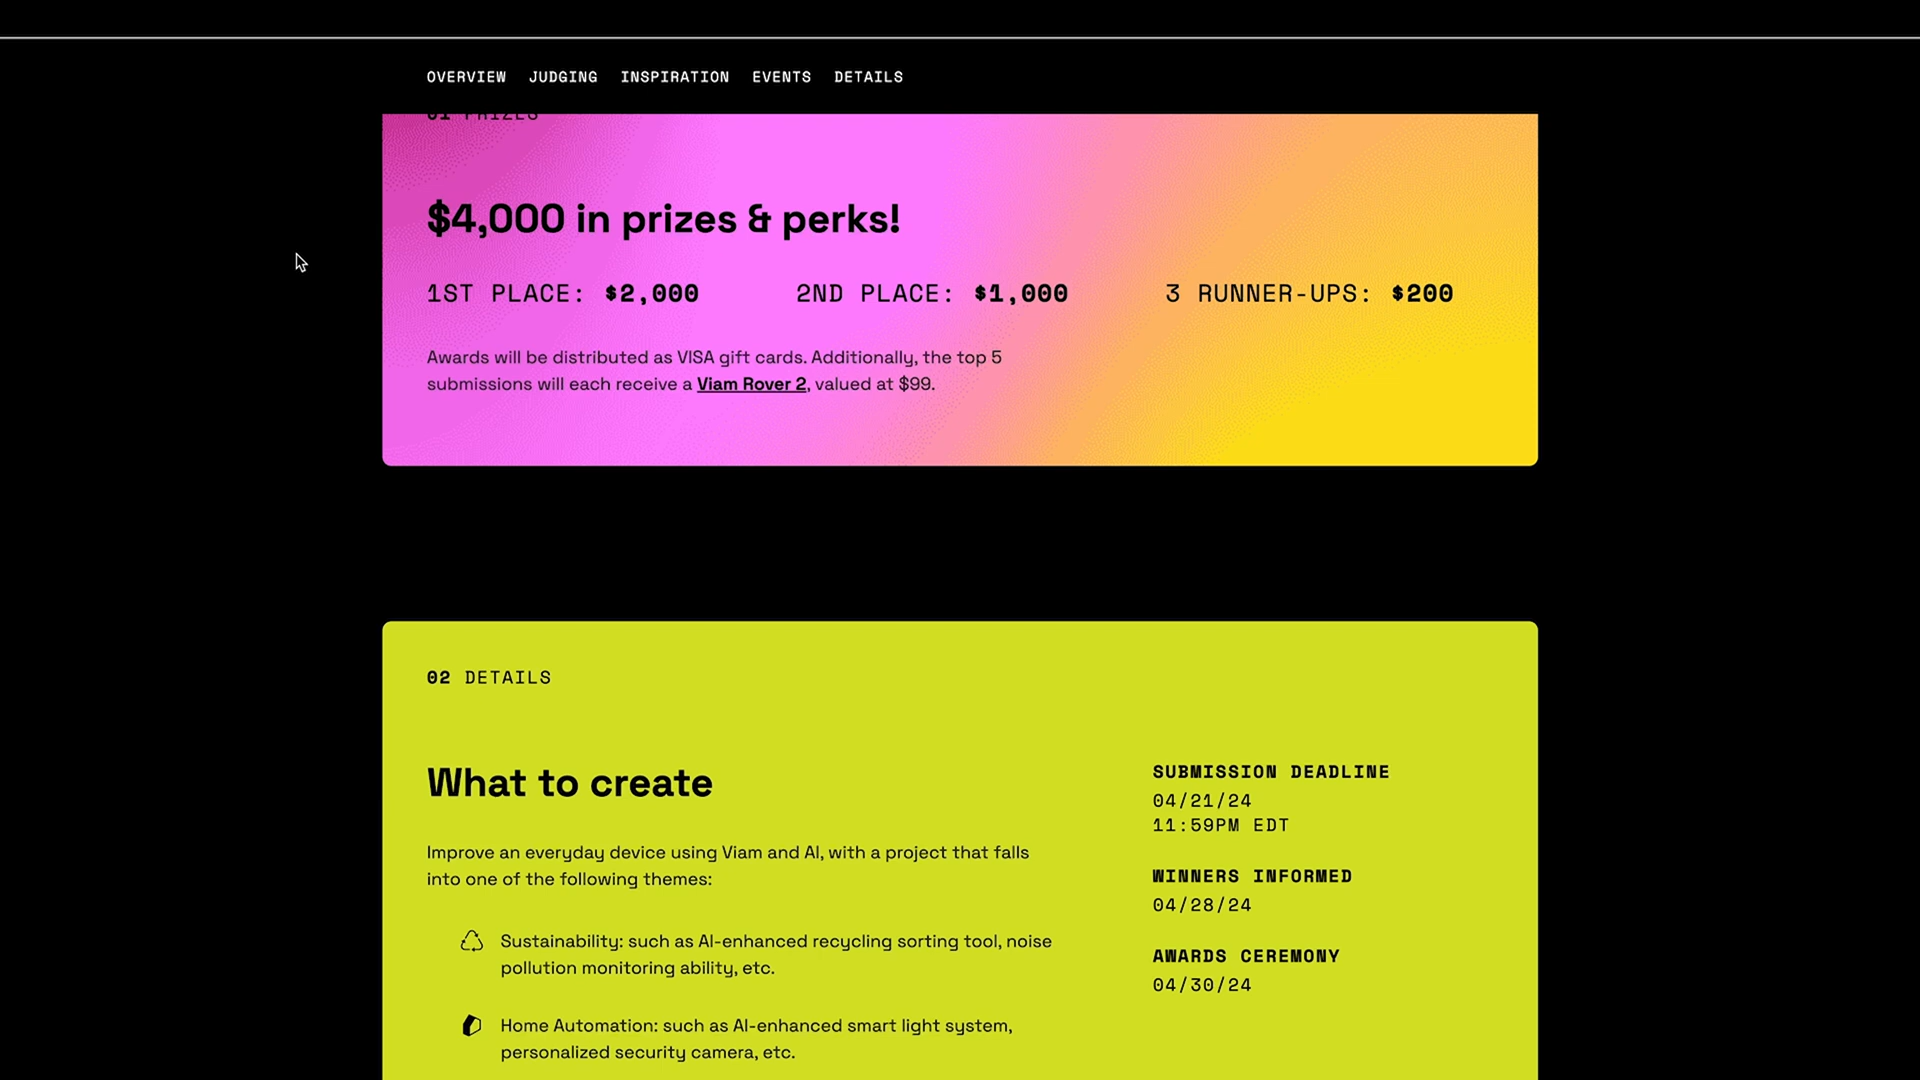 OVERVIEW JUDGING INSPIRATION EVENTS DETAILS
01 PRIZES
$4,000 in prizes & perks!
1ST PLACE: $2,000 2ND PLACE: $1,000 3 RUNNER-UPS: $200
Awards will be distributed as VISA gift cards. Additionally, the top 5
submissions will each receive a Viam Rover 2, valued at $99.
02 DETAILS
What to create
Improve an everyday device using Viam and AI, with a project that falls
into one of the following themes:
Sustainability: such as AI-enhanced recycling sorting tool, noise
pollution monitoring ability, etc.
Home Automation: such as AI-enhanced smart light system,
personalized security camera, etc.
SUBMISSION DEADLINE
04/21/24
11:59PM EDT
WINNERS INFORMED
04/28/24
AWARDS CEREMONY
04/30/24